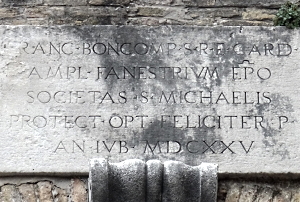 FRANC · BONCOMP · S · R · E · CARD
AMPL · FANESTRIVM · EPO
SOCIETAS · S · MICHAELIS
PROTECT · OPT · FELICITER · P
AN · IVB · MDCXXV